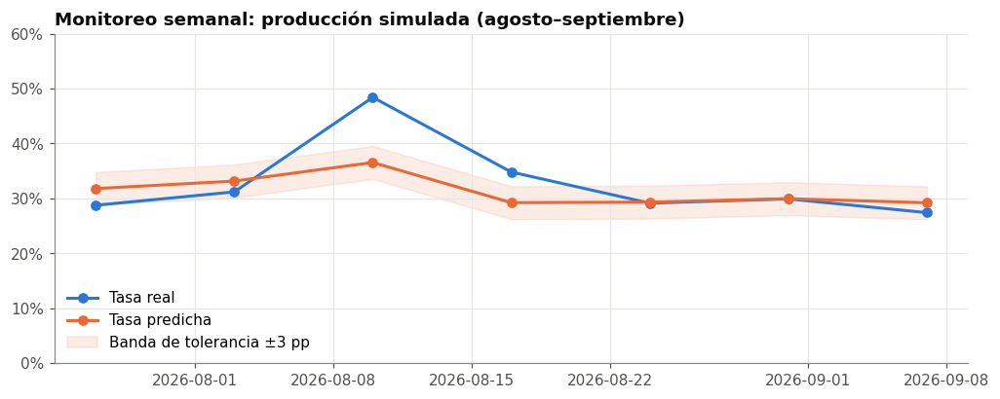 Monitoreo semanal: producción simulada (agosto–septiembre)
60%
50%
40%
30%
20%
10%
0%
Tasa real
Tasa predicha
Banda de tolerancia ±3 pp
2026-08-01 2026-08-08 2026-08-15 2026-08-22 2026-09-01 2026-09-08